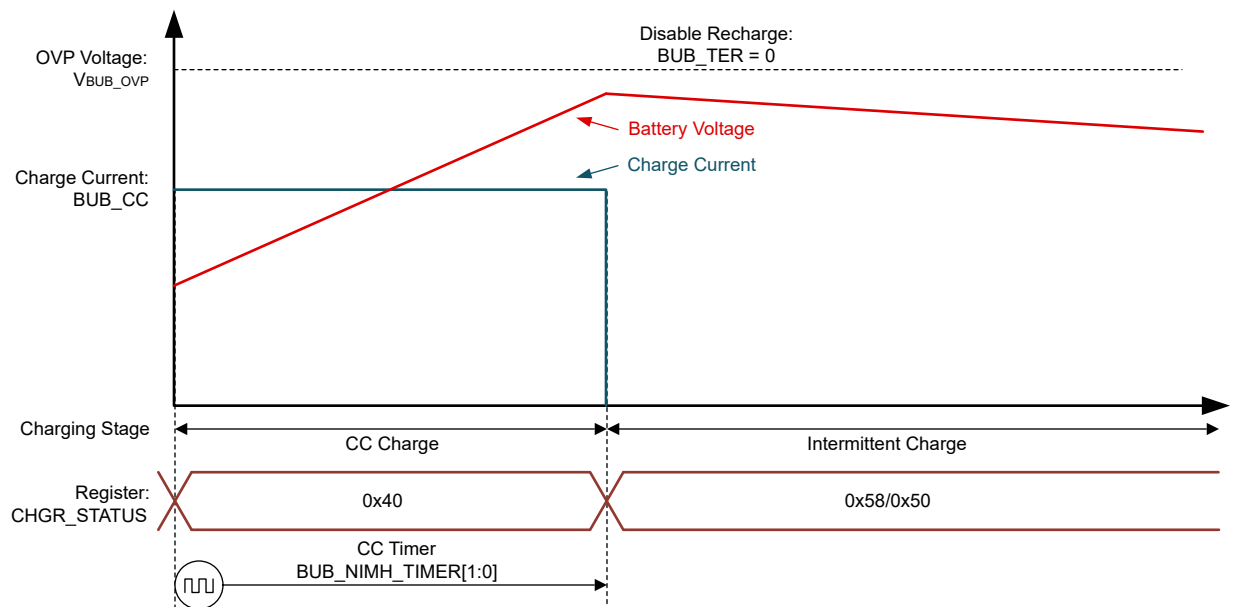 Disable Recharge:
BUB_TER = 0
OVP Voltage:
VBUB_OVP
Battery Voltage
Charge Current
Charge Current:
BUB_CC
Charging Stage
CC Charge
Intermittent Charge
Register:
CHGR_STATUS
0x40
0x58/0x50
CC Timer
BUB_NIMH_TIMER[1:0]